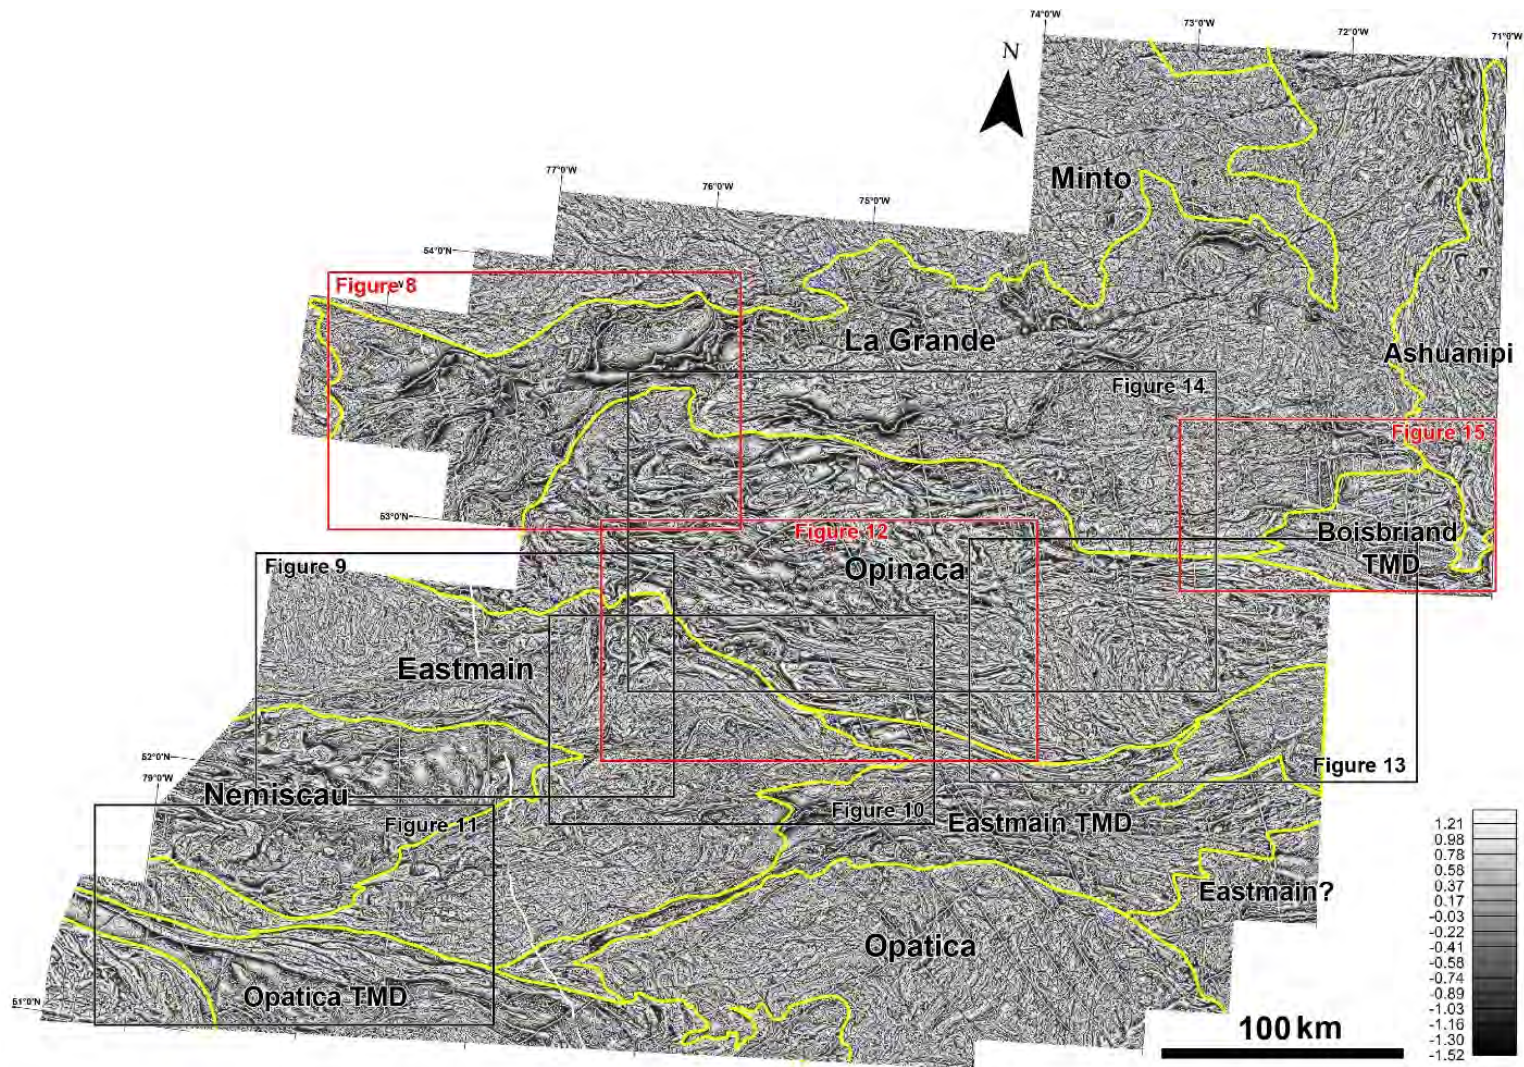 74°0'W
73°0'W
72°0'W
71°0'W
N
77°0'W
76°0'W
75°0'W
Minto
54°0'N
Figure 8
W
La Grande
Ashuanipi
Figure 14
Figure 15
53°0'N
Figure 12
Boisbriand
TMD
Figure 9
Opinaca
Eastmain
52°0'N
79°0'W
Figure 13
Nemiscau
Figure 10
Figure 11
Eastmain TMD
Eastmain?
Opatica
Opatica TMD
51°0'N
100 km
1.21
0.98
0.78
0.58
0.37
0.17
-0.03
-0.22
-0.41
-0.58
-0.74
-0.89
-1.03
-1.16
-1.30
-1.52